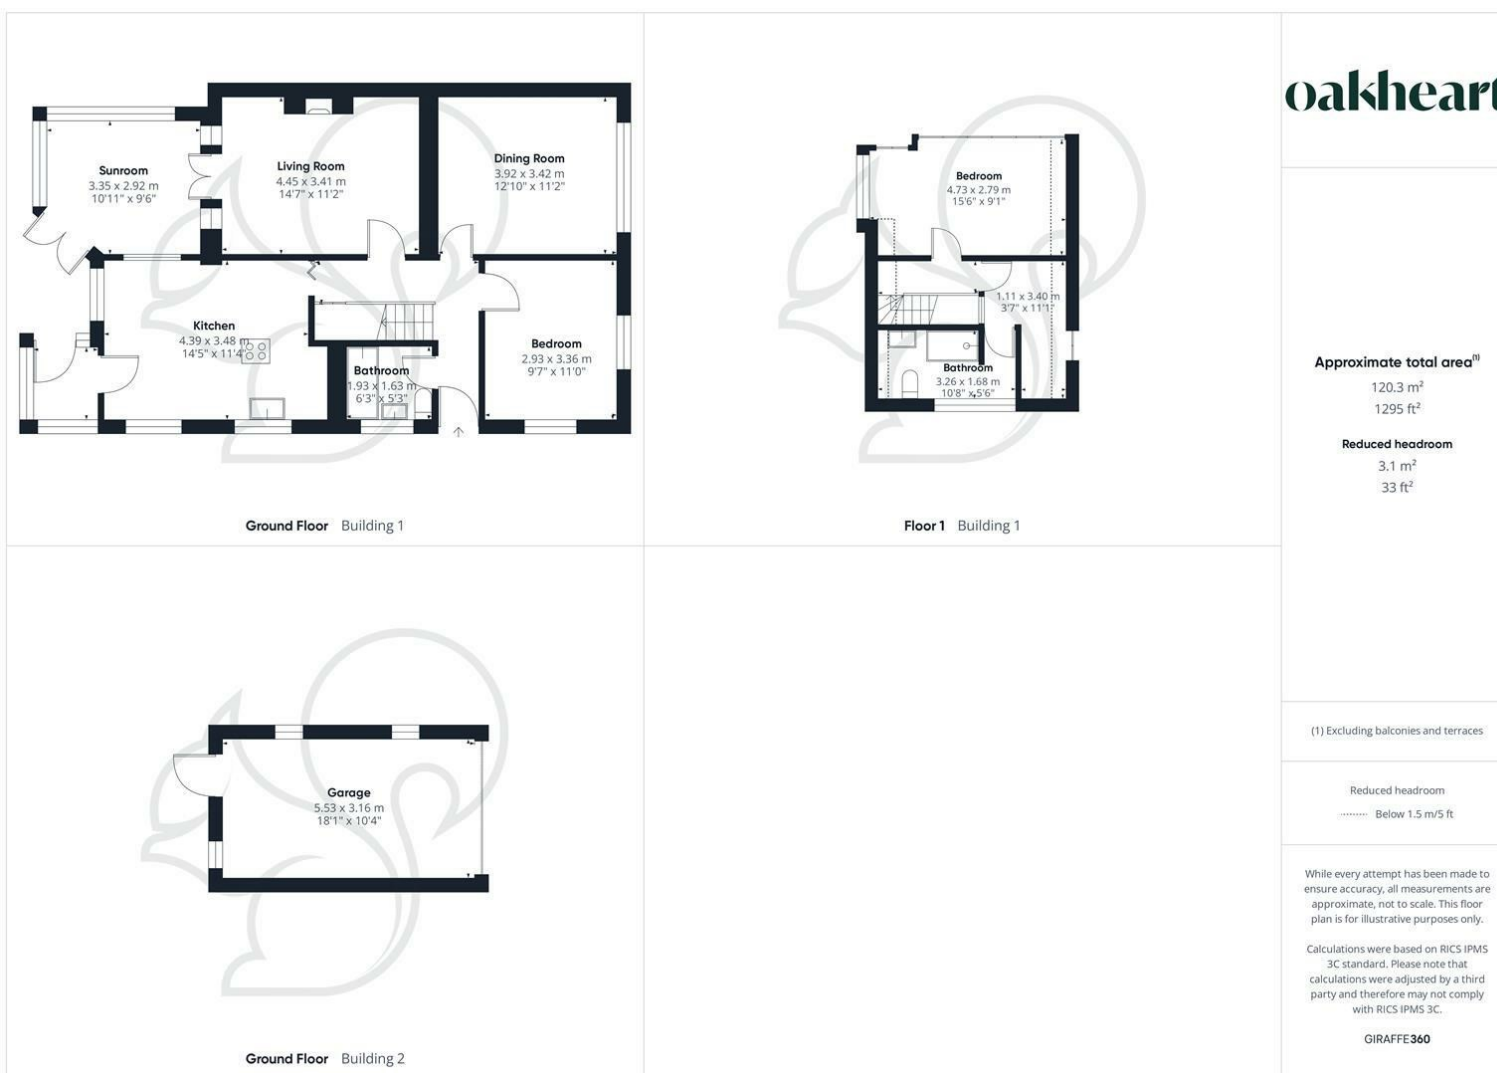 Sunroom
3.35 x 2.92 m
10'11" x 9'6"
Living Room
4.45 x 3.41 m
14'7" x 11'2"
Dining Room
3.92 x 3.42 m
12'10" x 11'2"
Kitchen
4.39 x 3.48 m
14'5" x 11'4"
Bathroom
1.93 x 1.63 m
6'3" x 5'3"
Bedroom
2.93 x 3.36 m
9'7" x 11'0"
Ground Floor Building 1
Bedroom
4.73 x 2.79 m
15'6" x 9'1"
1.11 x 3.40 m
3'7" x 11'1"
Bathroom
3.26 x 1.68 m
10'8" x 5'6"
Floor 1 Building 1
Garage
5.53 x 3.16 m
18'1" x 10'4"
Ground Floor Building 2
oakheart
Approximate total area(1)
120.3 m²
1295 ft²
Reduced headroom
3.1 m²
33 ft²
(1) Excluding balconies and terraces
Reduced headroom
Below 1.5 m/5 ft
While every attempt has been made to
ensure accuracy, all measurements are
approximate, not to scale. This floor
plan is for illustrative purposes only.
Calculations were based on RICS IPMS
3C standard. Please note that
calculations were adjusted by a third
party and therefore may not comply
with RICS IPMS 3C.
GIRAFFE360